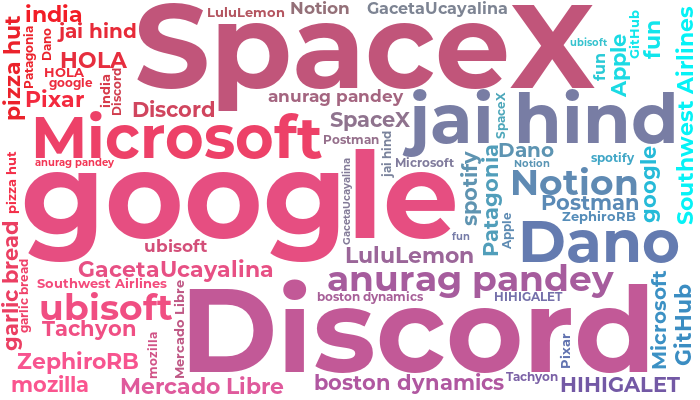 india
LuluLemon
Notion
GacetaUcayalina
pizza hut
Patagonia
Dano
jai hind
SpaceX
ubisoft
fun
Apple
GitHub
fun
Southwest Airlines
HOLA
HOLA
google
Pixar
india
Discord
Discord
anurag pandey
SpaceX
jai hind
SpaceX
Microsoft
Postman
jai hind
Microsoft
Dano
Notion
spotify
anurag pandey
pizza hut
google
GacetaUcayalina
spotify
Patagonia
Apple
Notion
Postman
ZephiroRB
google
fun
Dano
ubisoft
LuluLemon
garlic bread
garlic bread
GacetaUcayalina
Southwest Airlines
anurag pandey
Mercado Libre
Discord
boston dynamics
HIHIGALET
Microsoft
GitHub
ubisoft
Tachyon
mozilla
Pixar
ZephiroRB
mozilla
Mercado Libre
boston dynamics
Tachyon
HIHIGALET